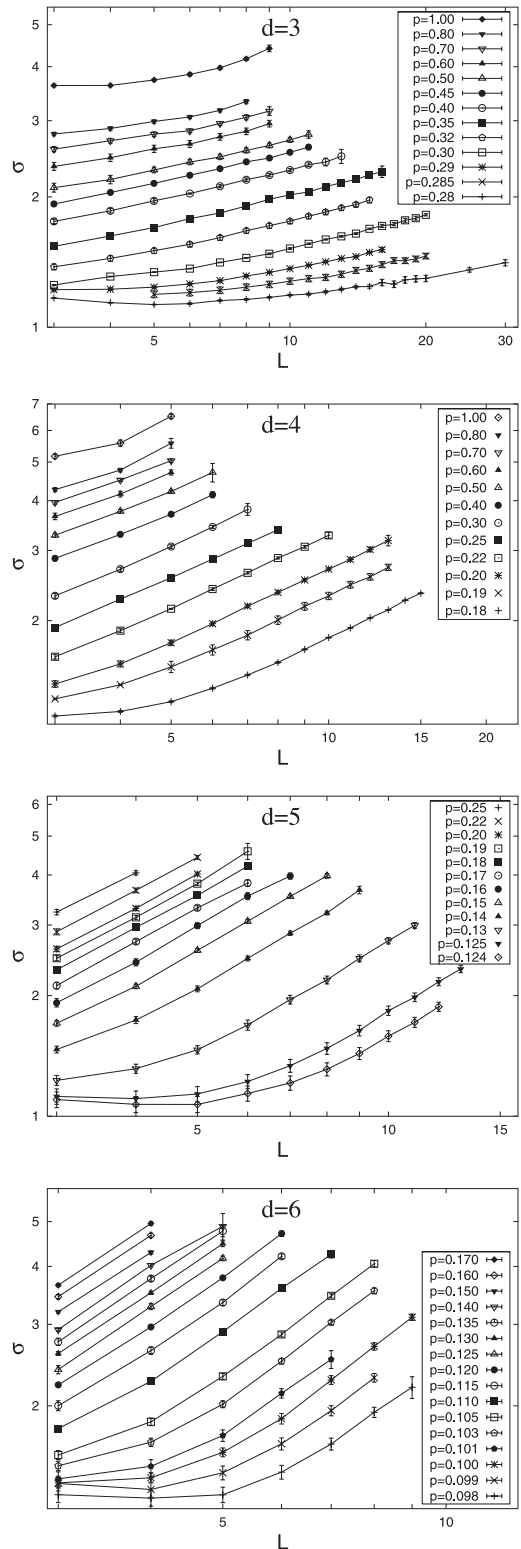 d=3
5
4
3
2
1
σ
5
10
20
30
L
p=1.00
p=0.80
p=0.70
p=0.60
p=0.50
p=0.45
p=0.40
p=0.35
p=0.32
p=0.30
p=0.29
p=0.285
p=0.28
d=4
7
6
5
4
3
2
σ
5
10
15
20
L
p=1.00
p=0.80
p=0.70
p=0.60
p=0.50
p=0.40
p=0.30
p=0.25
p=0.22
p=0.20
p=0.19
p=0.18
d=5
6
5
4
3
2
1
σ
5
10
15
L
p=0.25
p=0.22
p=0.20
p=0.19
p=0.18
p=0.17
p=0.16
p=0.15
p=0.14
p=0.13
p=0.125
p=0.124
d=6
5
4
3
2
σ
5
10
L
p=0.170
p=0.160
p=0.150
p=0.140
p=0.135
p=0.130
p=0.125
p=0.120
p=0.115
p=0.110
p=0.105
p=0.103
p=0.101
p=0.100
p=0.099
p=0.098